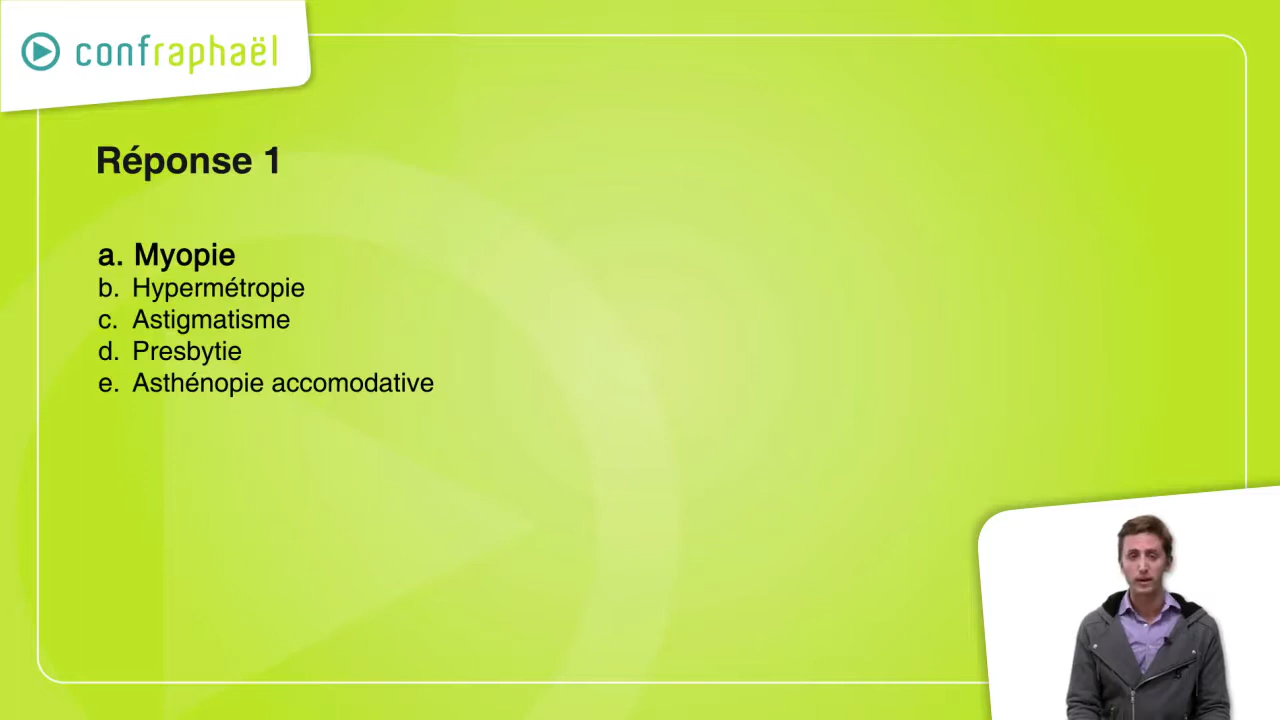 confraphaël
Réponse 1
a. Myopie
b. Hypermétropie
c. Astigmatisme
d. Presbytie
e. Asthénopie accomodative